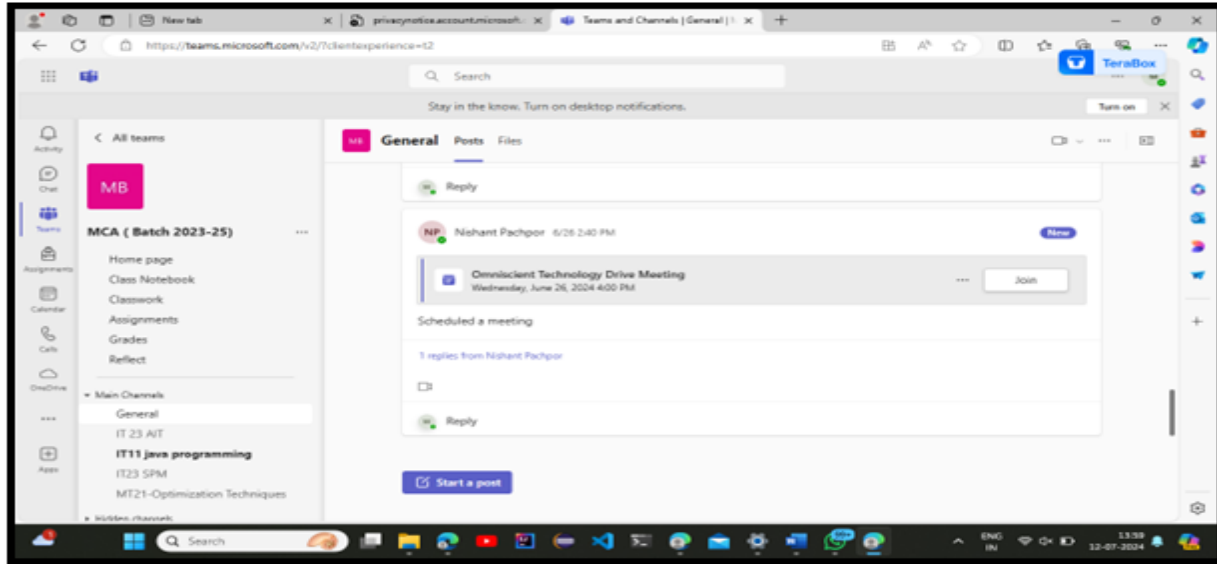 New tab
privacynotice.account.microsoft.
Teams and Channels | General |
https://teams.microsoft.com/v2/?clientexperience=t2
TeraBox
Search
Stay in the know. Turn on desktop notifications.
Turn on
Activity
Chat
Teams
Assignments
Calendar
Calls
OneDrive
Apps
All teams
MB
MCA ( Batch 2023-25)
Home page
Class Notebook
Classwork
Assignments
Grades
Reflect
Main Channels
General
IT 23 AIT
IT11 java programming
IT23 SPM
MT21-Optimization Techniques
Hidden channels
MB General Posts Files
Reply
NP Nishant Pachpor 6/26 2:40 PM New
Omniscient Technology Drive Meeting
Wednesday, June 26, 2024 4:00 PM
Join
Scheduled a meeting
1 replies from Nishant Pachpor
Reply
Start a post
Search
ENG
IN
13:59
12-07-2024